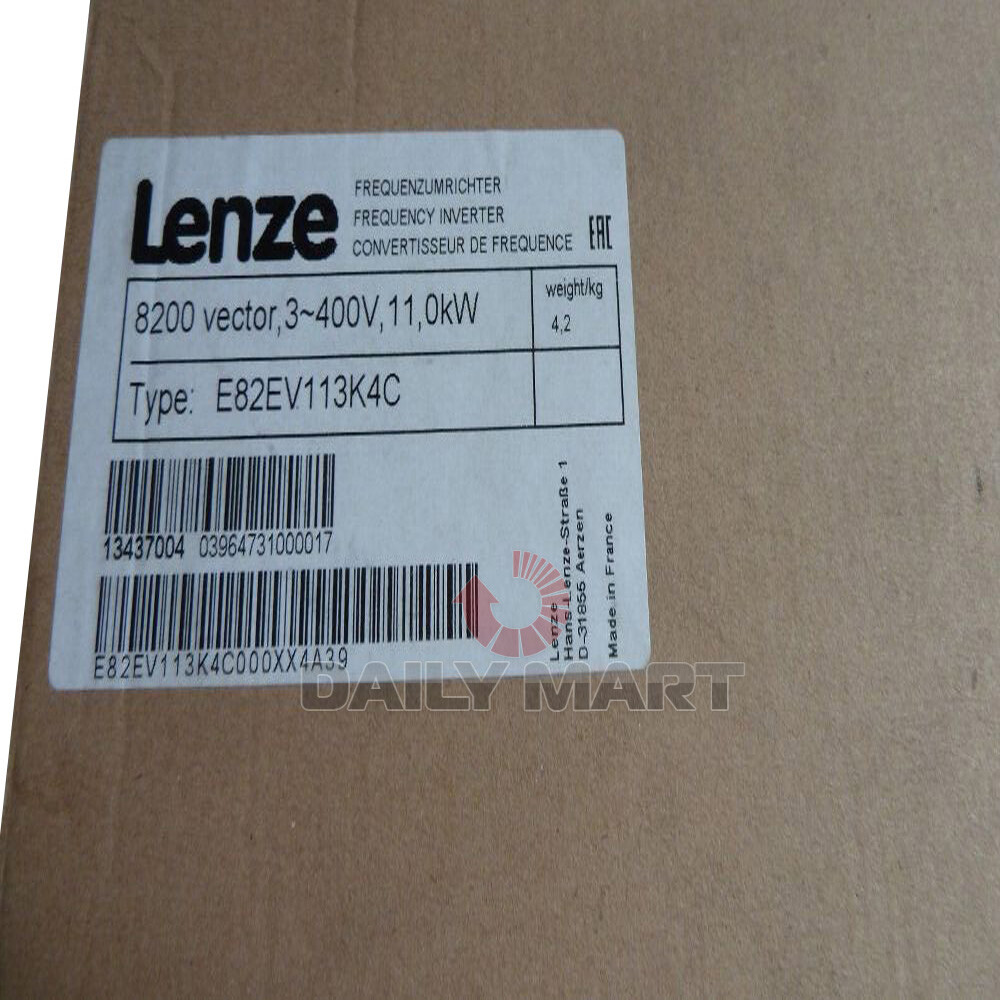 Lenze
FREQUENZUMRICHTER
FREQUENCY INVERTER
CONVERTISSEUR DE FREQUENCE
EAC
8200 vector,3~400V,11,0kW
weight/kg
4,2
Type: E82EV113K4C
13437004 03964731000017
E82EV113K4C000XX4A39
Lenze
Hans-Lenze-Straße 1
D-31855 Aerzen
Made in France
DAILY MART